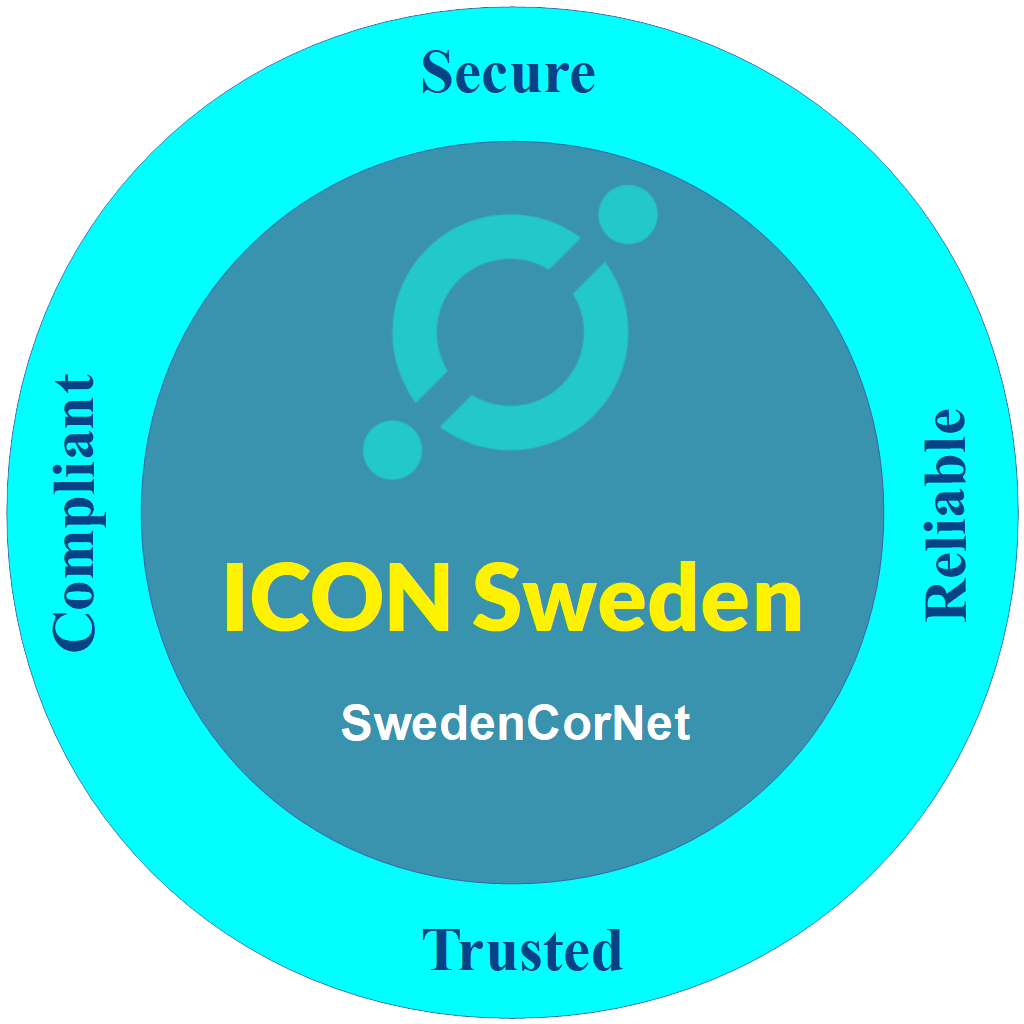 Secure
Compliant
Reliable
ICON Sweden
SwedenCorNet
Trusted